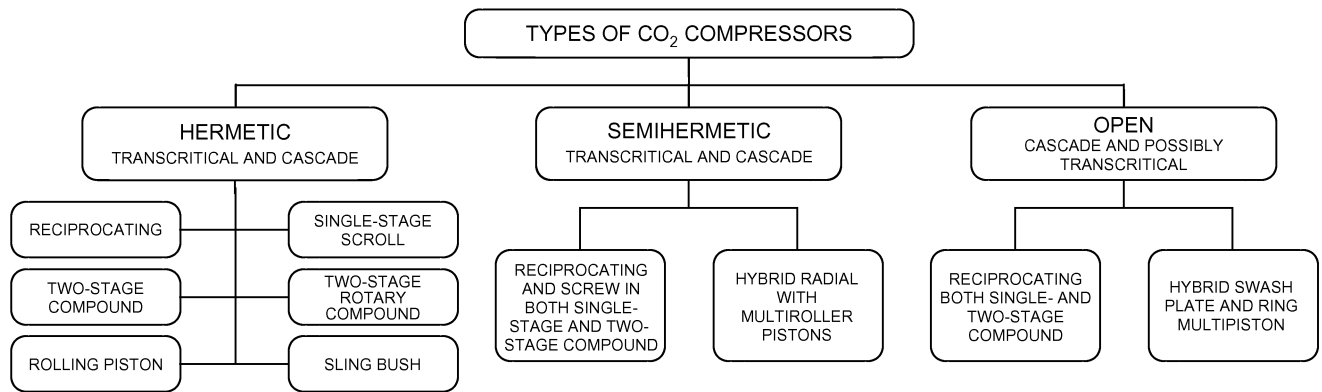 TYPES OF CO₂ COMPRESSORS
HERMETIC
TRANSCRITICAL AND CASCADE
SEMIHERMETIC
TRANSCRITICAL AND CASCADE
OPEN
CASCADE AND POSSIBLY
TRANSCRITICAL
RECIPROCATING
SINGLE-STAGE
SCROLL
TWO-STAGE
COMPOUND
TWO-STAGE
ROTARY
COMPOUND
ROLLING PISTON
SLING BUSH
RECIPROCATING
AND SCREW IN
BOTH SINGLE-
STAGE AND TWO-
STAGE COMPOUND
HYBRID RADIAL
WITH
MULTIROLLER
PISTONS
RECIPROCATING
BOTH SINGLE- AND
TWO-STAGE
COMPOUND
HYBRID SWASH
PLATE AND RING
MULTIPISTON